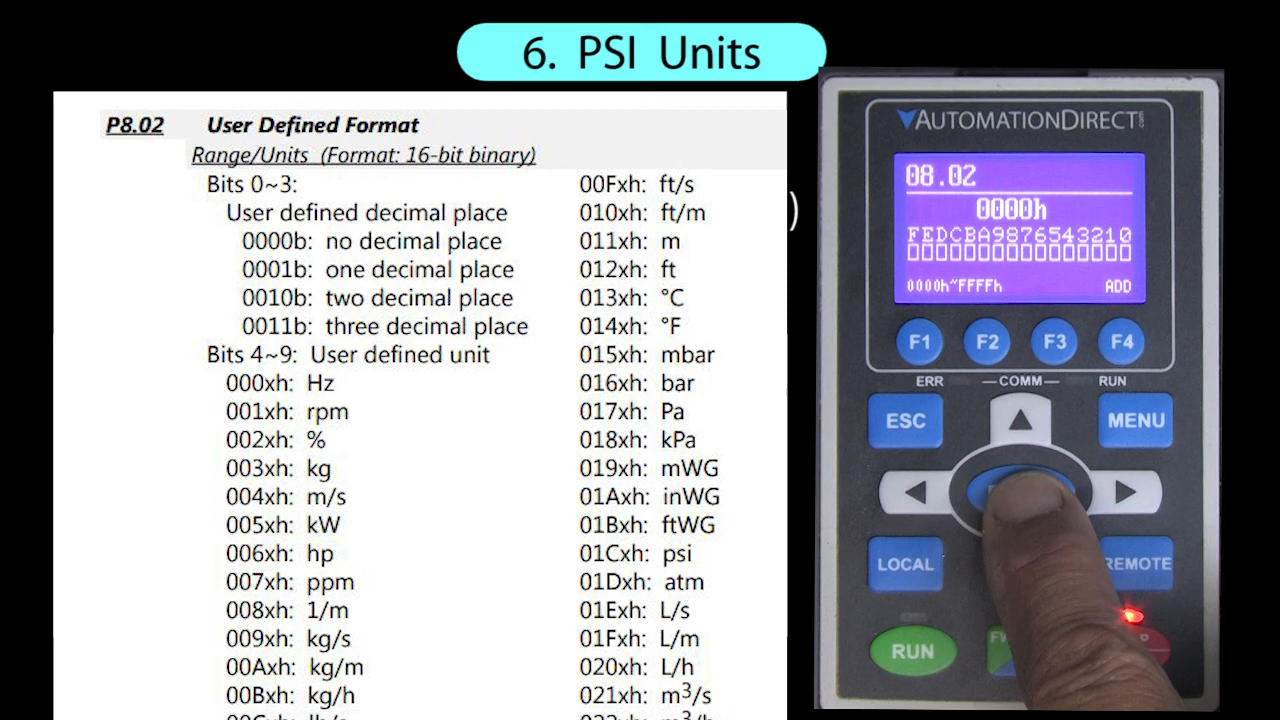 6. PSI Units
P8.02 User Defined Format
Range/Units (Format: 16-bit binary)
Bits 0~3:
User defined decimal place
0000b: no decimal place
0001b: one decimal place
0010b: two decimal place
0011b: three decimal place
Bits 4~9: User defined unit
000xh: Hz
001xh: rpm
002xh: %
003xh: kg
004xh: m/s
005xh: kW
006xh: hp
007xh: ppm
008xh: 1/m
009xh: kg/s
00Axh: kg/m
00Bxh: kg/h
00Fxh: ft/s
010xh: ft/m
011xh: m
012xh: ft
013xh: °C
014xh: °F
015xh: mbar
016xh: bar
017xh: Pa
018xh: kPa
019xh: mWG
01Axh: inWG
01Bxh: ftWG
01Cxh: psi
01Dxh: atm
01Exh: L/s
01Fxh: L/m
020xh: L/h
021xh: m³/s
)
AUTOMATIONDIRECT.com
08.02
0000h
FEDCBA9876543210
0000h~FFFFh ADD
F1 F2 F3 F4
ERR COMM RUN
ESC MENU
LOCAL REMOTE
RUN